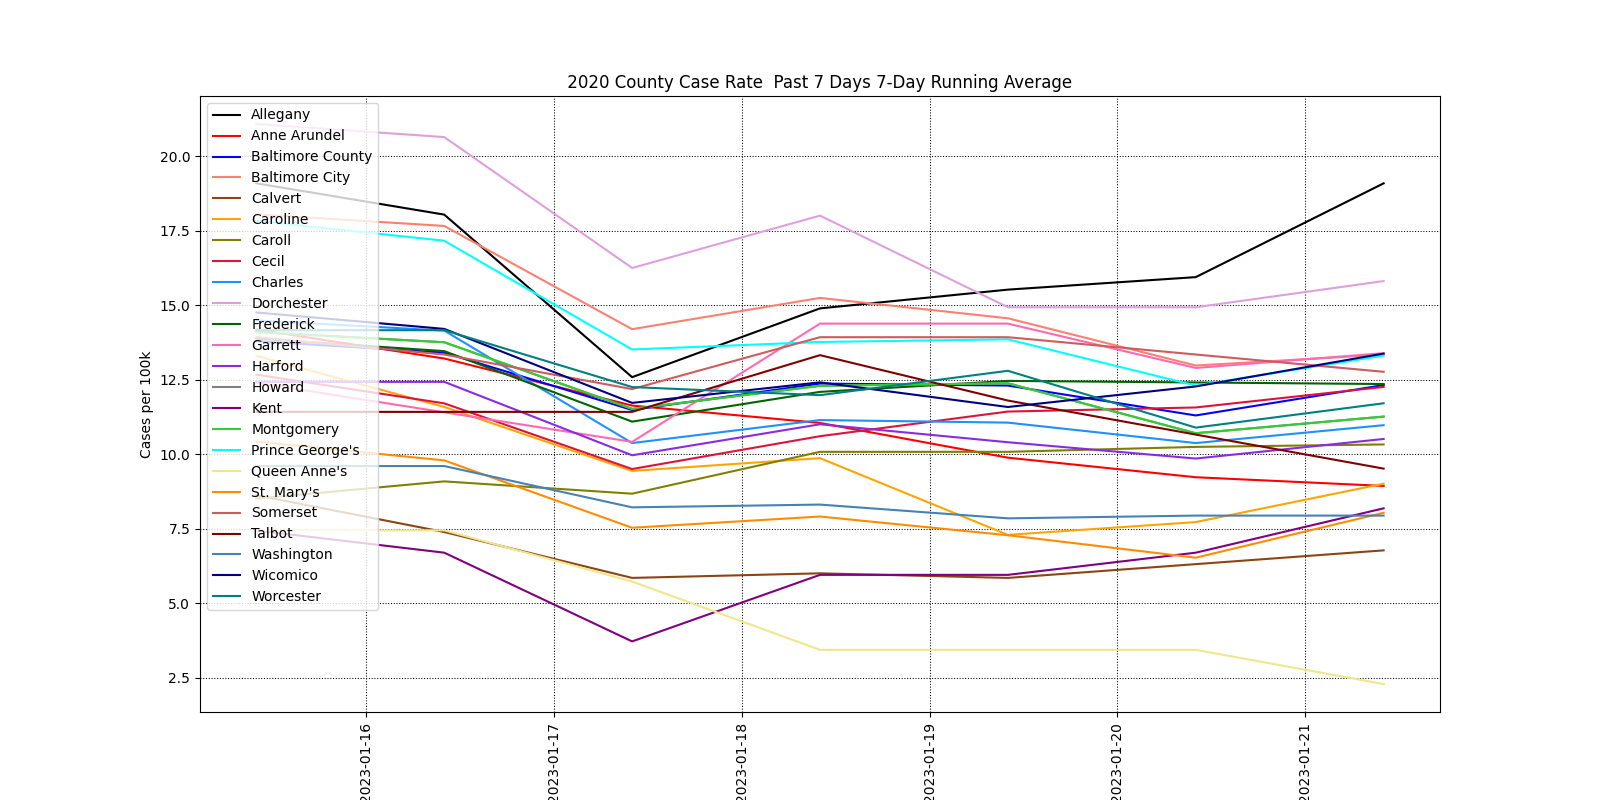 2020 County Case Rate  Past 7 Days 7-Day Running Average
Cases per 100k
20.0
17.5
15.0
12.5
10.0
7.5
5.0
2.5
Allegany
Anne Arundel
Baltimore County
Baltimore City
Calvert
Caroline
Caroll
Cecil
Charles
Dorchester
Frederick
Garrett
Harford
Howard
Kent
Montgomery
Prince George's
Queen Anne's
St. Mary's
Somerset
Talbot
Washington
Wicomico
Worcester
2023-01-16
2023-01-17
2023-01-18
2023-01-19
2023-01-20
2023-01-21